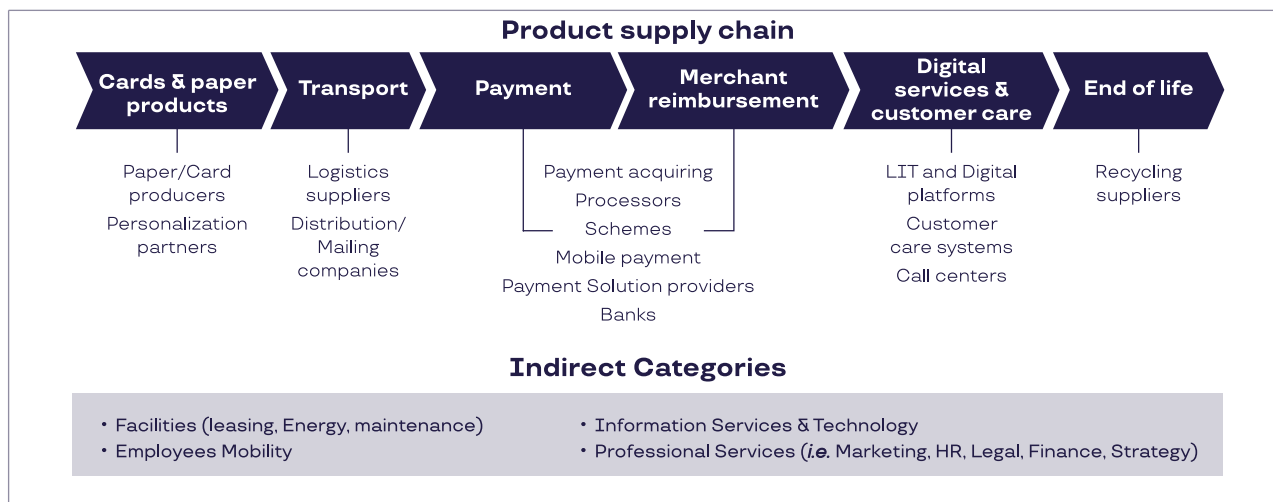 Product supply chain
Cards & paper
products
Transport
Payment
Merchant
reimbursement
Digital
services &
customer care
End of life
Paper/Card
producers
Personalization
partners
Logistics
suppliers
Distribution/
Mailing
companies
Payment acquiring
Processors
Schemes
Mobile payment
Payment Solution providers
Banks
LIT and Digital
platforms
Customer
care systems
Call centers
Recycling
suppliers
Indirect Categories
• Facilities (leasing, Energy, maintenance)
• Employees Mobility
• Information Services & Technology
• Professional Services (i.e. Marketing, HR, Legal, Finance, Strategy)